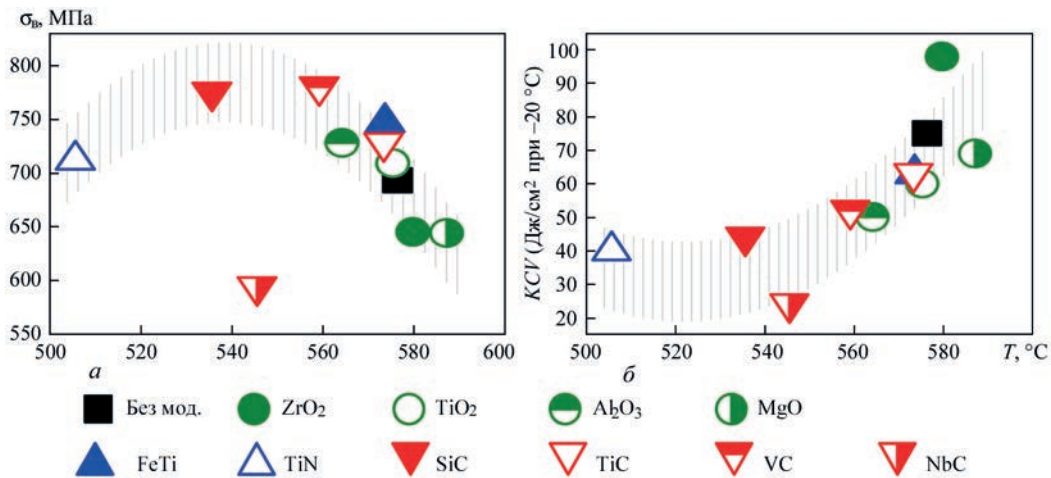 σв, МПа
800
750
700
650
600
550
500 520 540 560 580 600
а
KCV (Дж/см² при −20 °C)
100
90
80
70
60
50
40
30
20
500 520 540 560 580 T, °C
б
Без мод. ZrO₂ TiO₂ Al₂O₃ MgO
FeTi TiN SiC TiC VC NbC